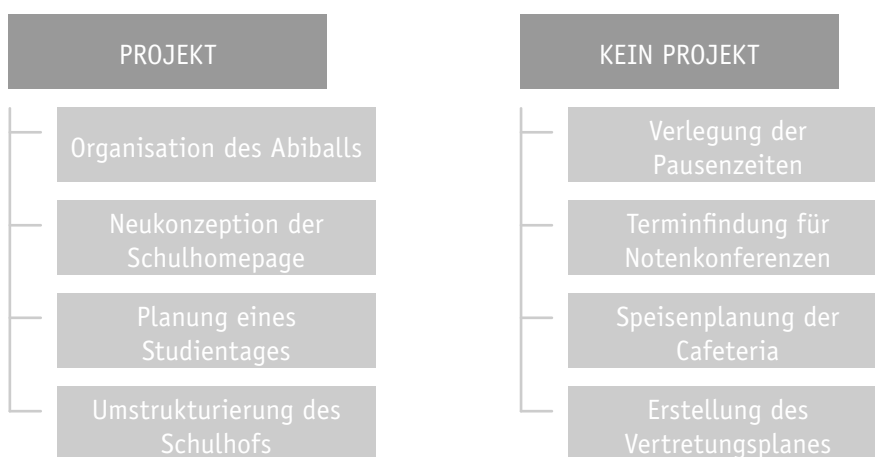 PROJEKT
Organisation des Abiballs
Neukonzeption der
Schulhomepage
Planung eines
Studientages
Umstrukturierung des
Schulhofs
KEIN PROJEKT
Verlegung der
Pausenzeiten
Terminfindung für
Notenkonferenzen
Speisenplanung der
Cafeteria
Erstellung des
Vertretungsplanes